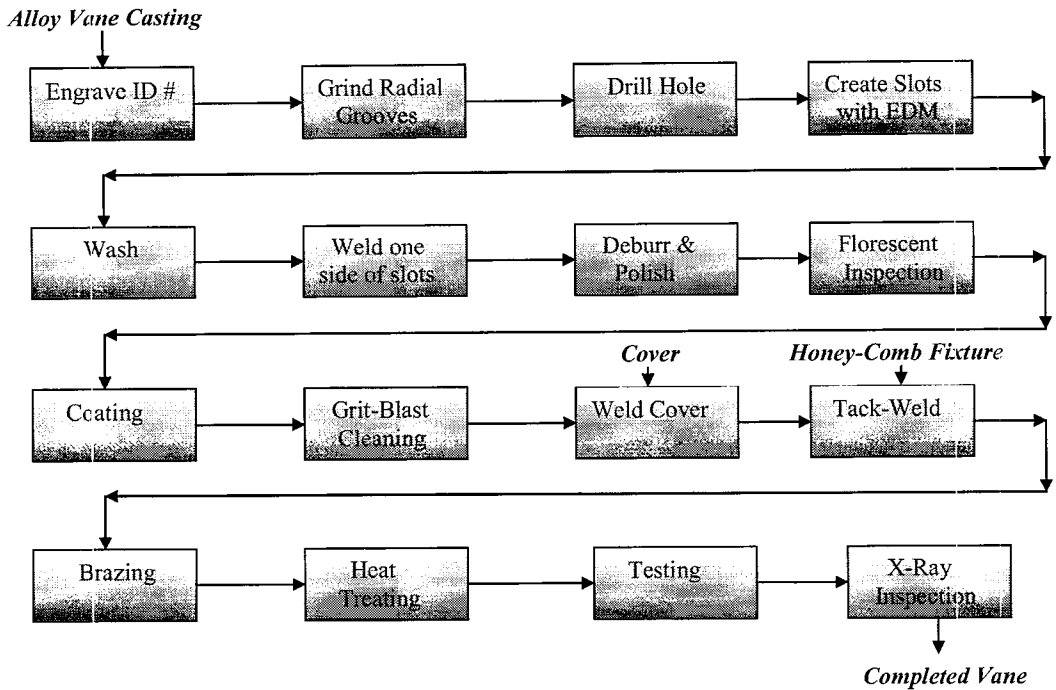 Alloy Vane Casting
Engrave ID #
Grind Radial
Grooves
Drill Hole
Create Slots
with EDM
Wash
Weld one
side of slots
Deburr &
Polish
Florescent
Inspection
Coating
Grit-Blast
Cleaning
Cover
Weld Cover
Honey-Comb Fixture
Tack-Weld
Brazing
Heat
Treating
Testing
X-Ray
Inspection
Completed Vane